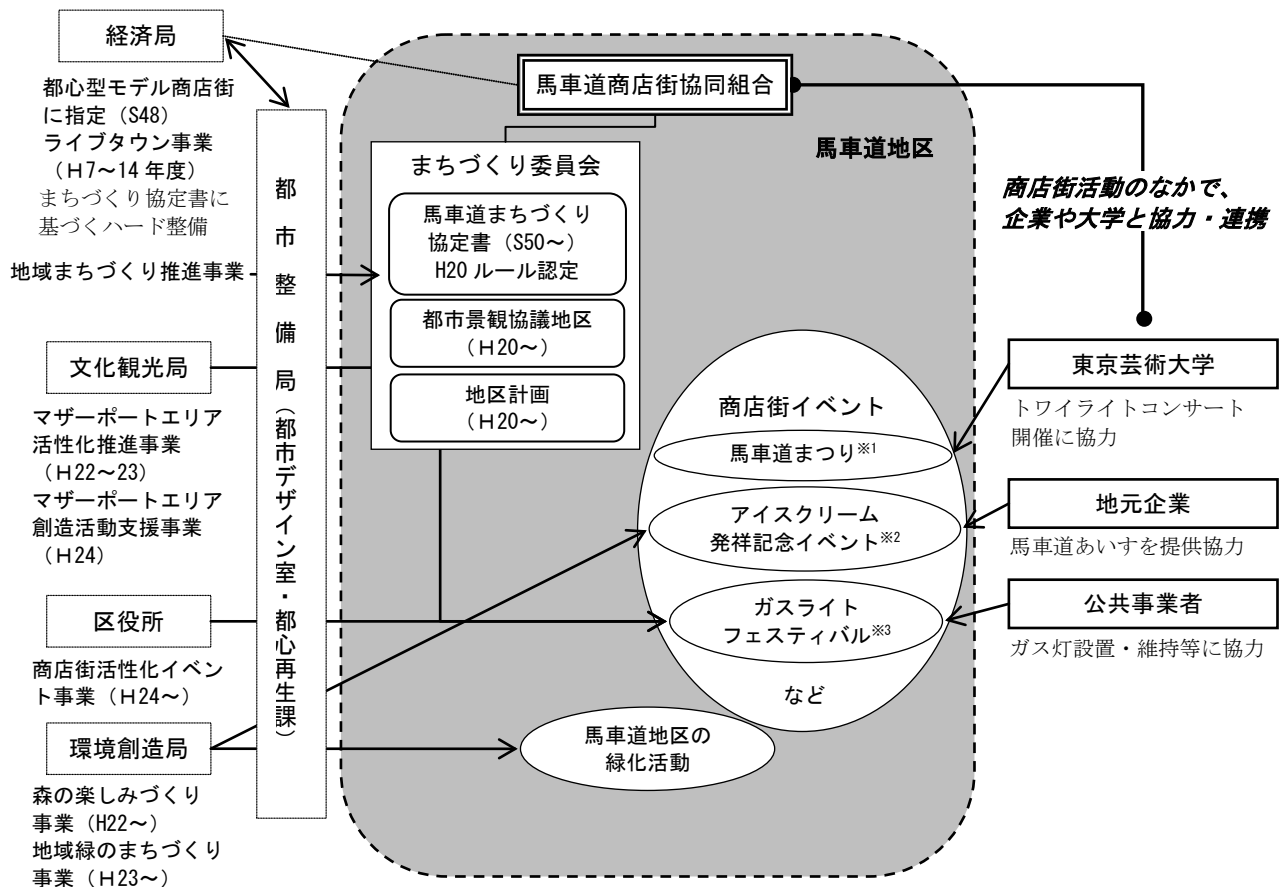 経済局
都心型モデル商店街
に指定（S48）
ライブタウン事業
（H7～14 年度）
まちづくり協定書に
基づくハード整備
地域まちづくり推進事業
文化観光局
マザーポートエリア
活性化推進事業
（H22～23）
マザーポートエリア
創造活動支援事業
（H24）
区役所
商店街活性化イベン
ト事業（H24～）
環境創造局
森の楽しみづくり
事業（H22～）
地域緑のまちづくり
事業（H23～）
都市整備局（都市デザイン室・都心再生課）
馬車道商店街協同組合
馬車道地区
まちづくり委員会
馬車道まちづくり
協定書（S50～）
H20 ルール認定
都市景観協議地区
（H20～）
地区計画
（H20～）
商店街イベント
馬車道まつり※1
アイスクリーム
発祥記念イベント※2
ガスライト
フェスティバル※3
など
馬車道地区の
緑化活動
商店街活動のなかで、
企業や大学と協力・連携
東京芸術大学
トワイライトコンサート
開催に協力
地元企業
馬車道あいすを提供協力
公共事業者
ガス灯設置・維持等に協力